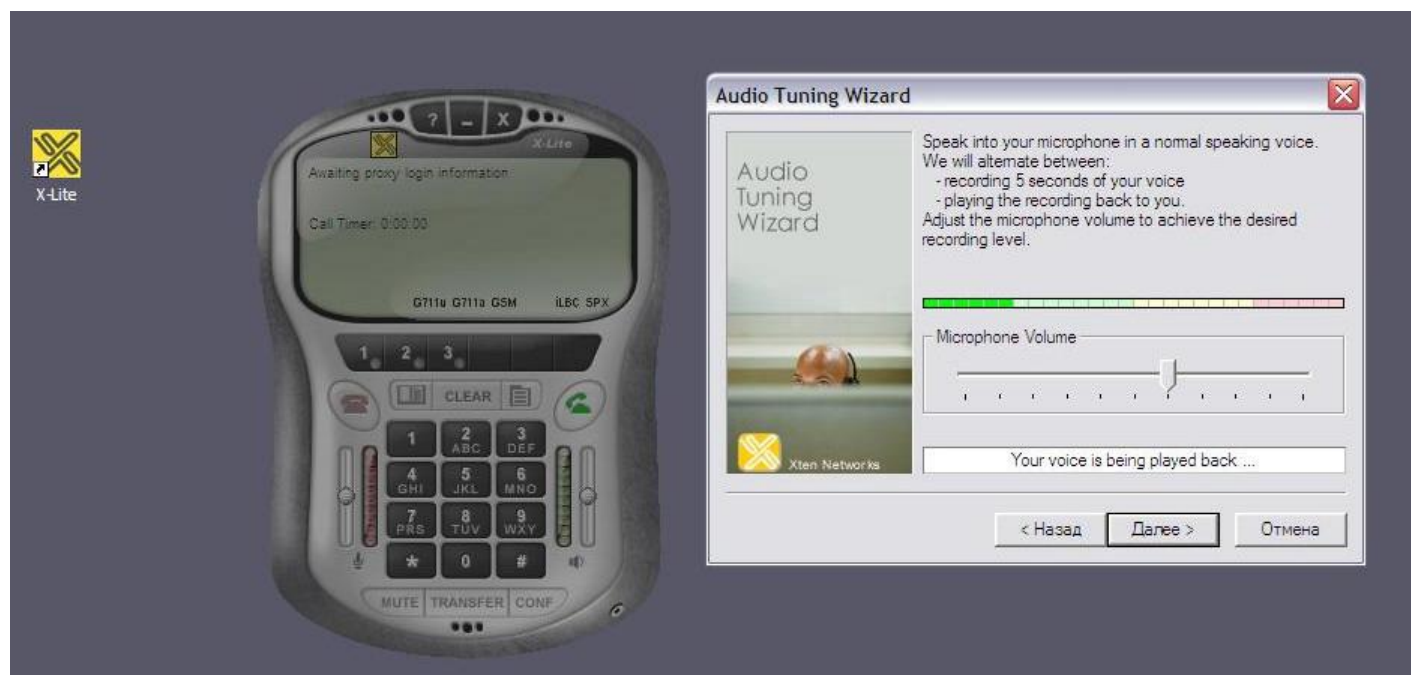 X-Lite
? – X
X-Lite
Awaiting proxy login information
Call Timer: 0:00:00
G711u G711a GSM iLBC SPX
1 2 3
CLEAR
1 2 3
ABC DEF
4 5 6
GHI JKL MNO
7 8 9
PRS TUV WXY
* 0 #
MUTE TRANSFER CONF
Audio Tuning Wizard
X
Audio
Tuning
Wizard
Xten Networks
Speak into your microphone in a normal speaking voice.
We will alternate between:
- recording 5 seconds of your voice
- playing the recording back to you.
Adjust the microphone volume to achieve the desired
recording level.
Microphone Volume
Your voice is being played back ...
< Назад
Далее >
Отмена